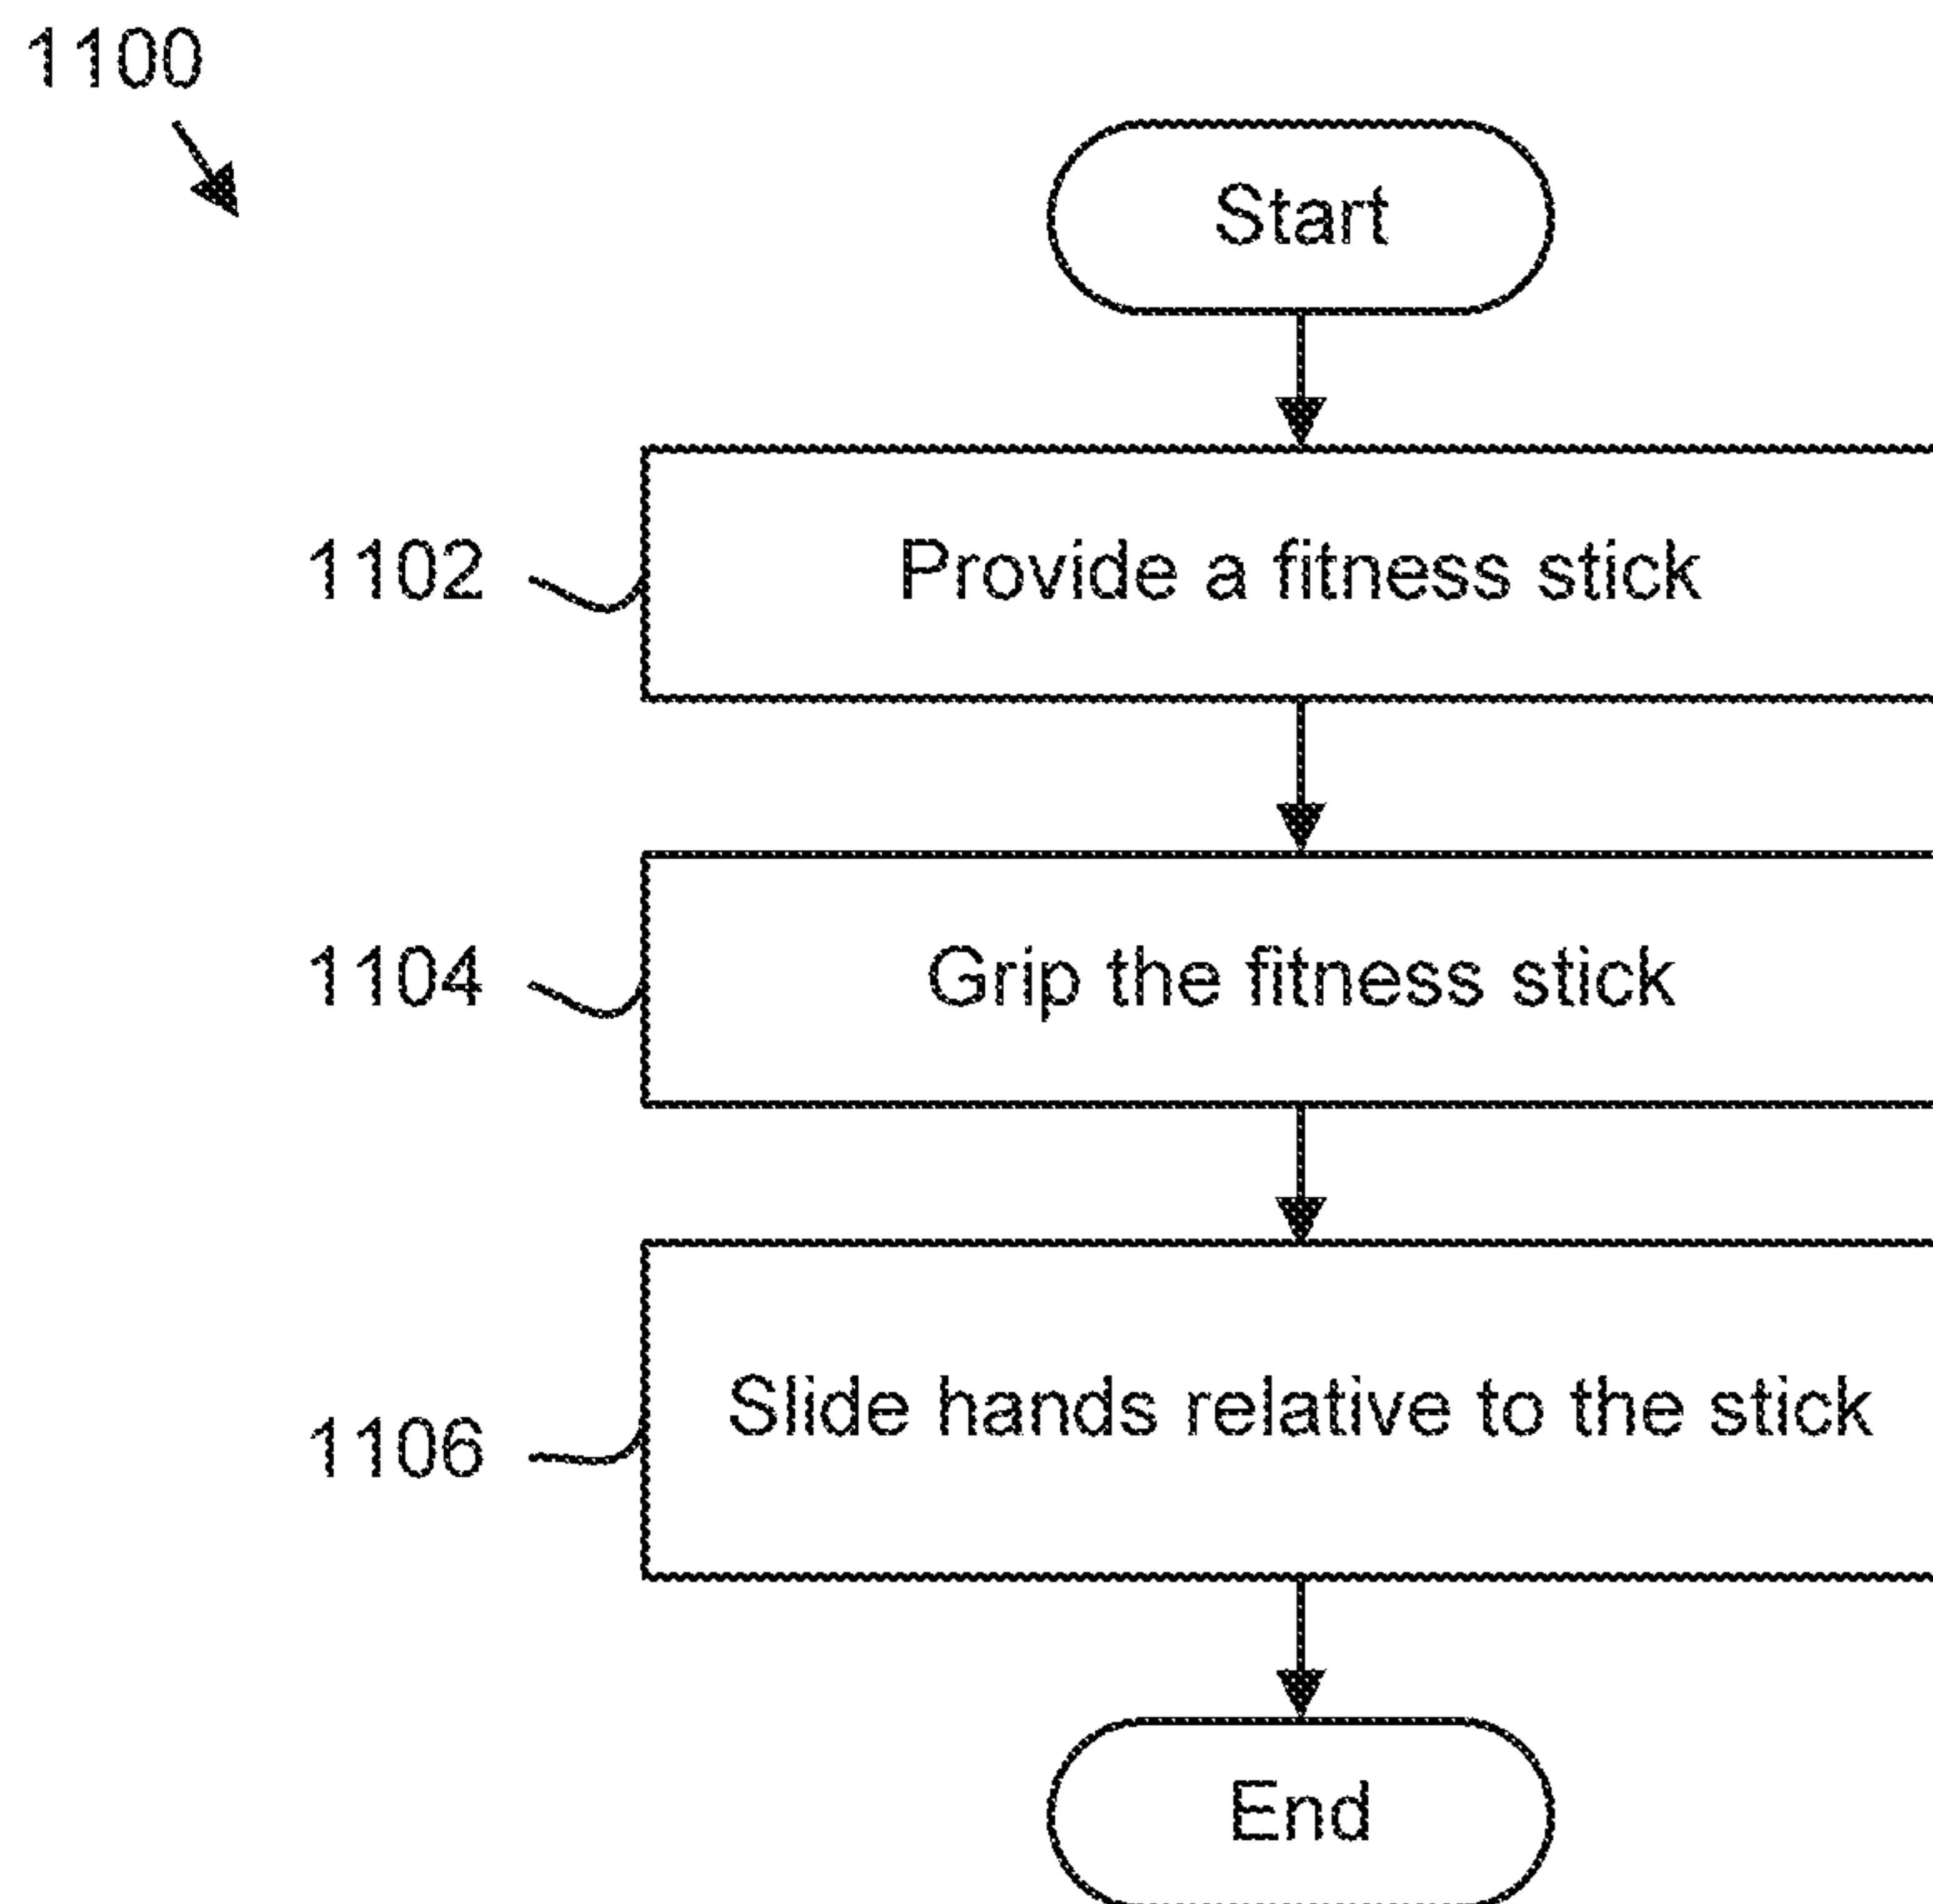 1100
Start
1102
Provide a fitness stick
1104
Grip the fitness stick
1106
Slide hands relative to the stick
End